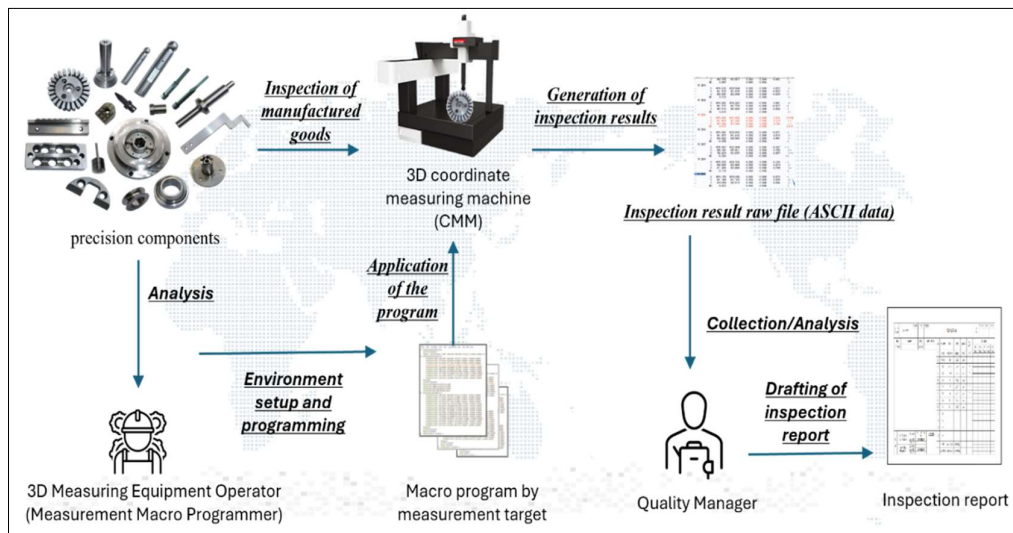 Inspection of
manufactured
goods
Generation of
inspection results
3D coordinate
measuring machine
(CMM)
Inspection result raw file (ASCII data)
precision components
Analysis
Application
of the
program
Collection/Analysis
Environment
setup and
programming
Drafting of
inspection
report
3D Measuring Equipment Operator
(Measurement Macro Programmer)
Macro program by
measurement target
Quality Manager
Inspection report